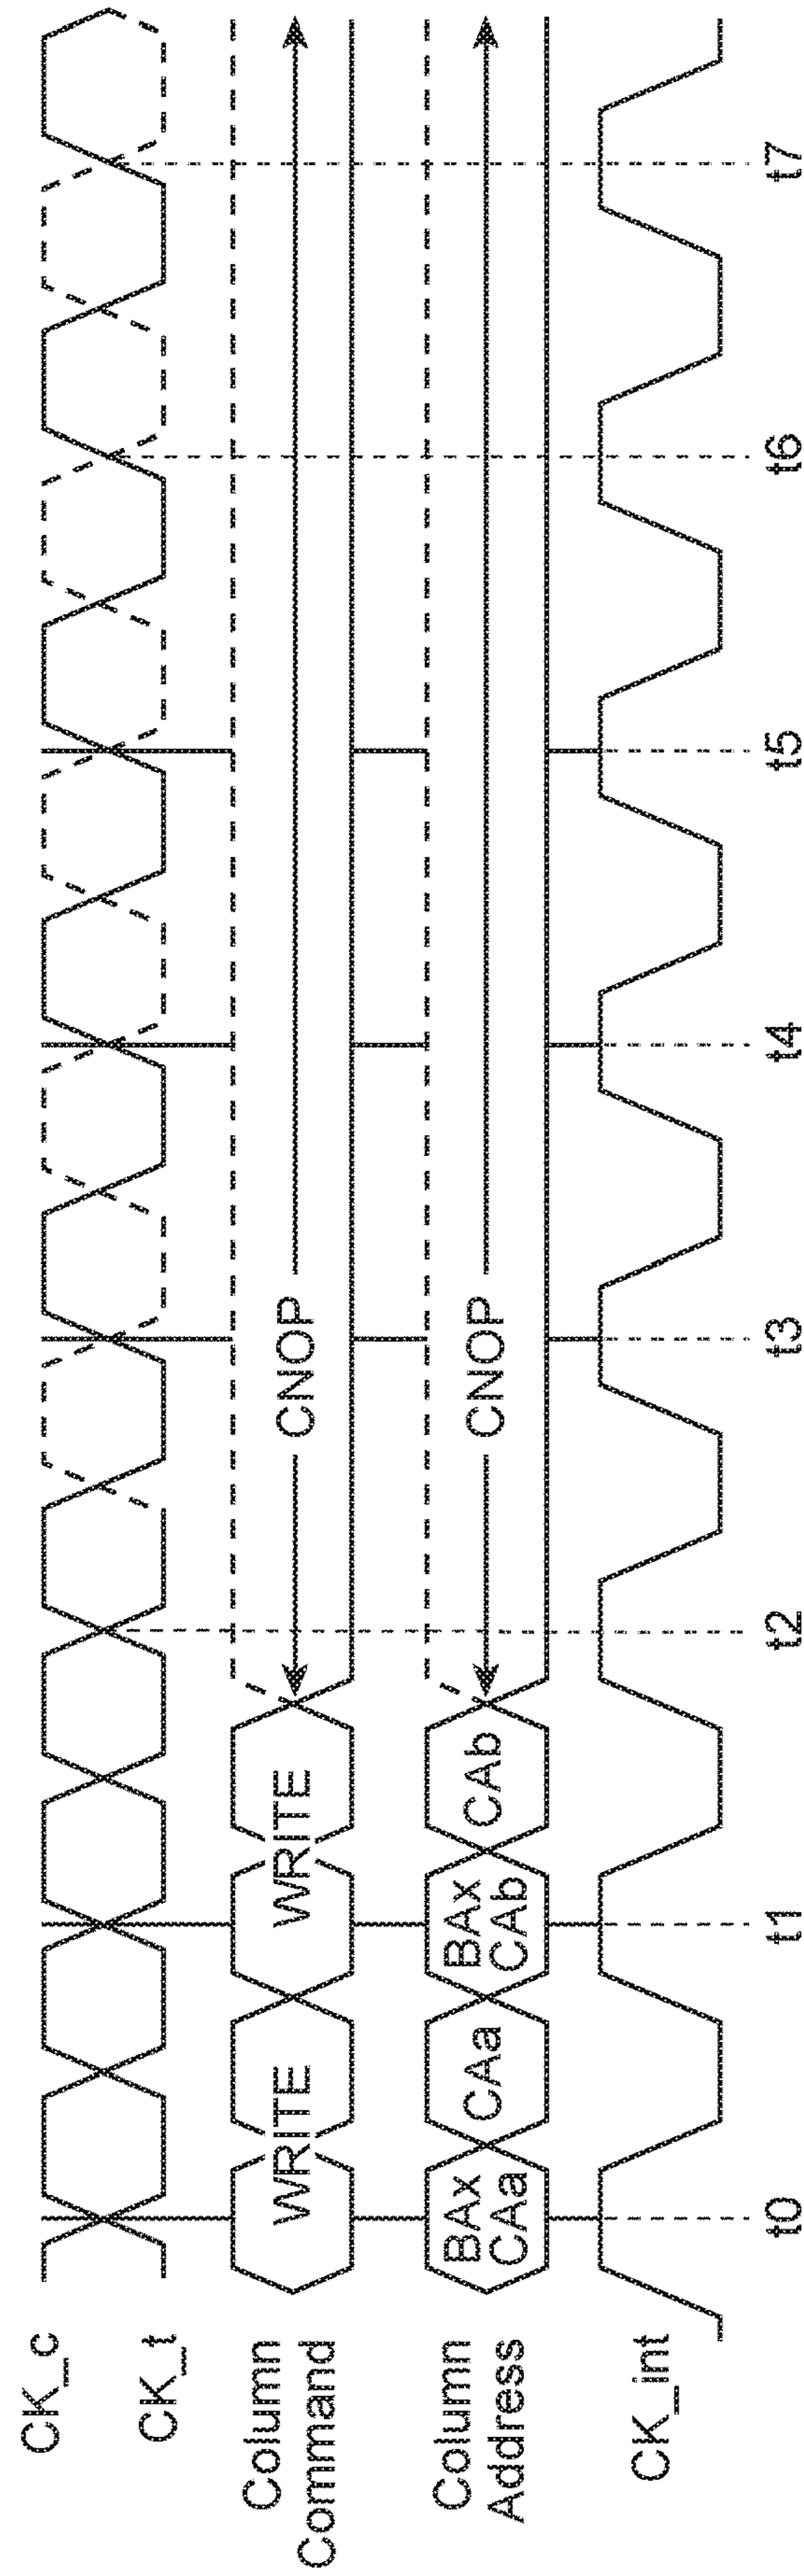 CK_c
CK_t
Column
Command
WRITE
WRITE
CNOP
Column
Address
BAx
CAa
CAa
BAx
CAb
CAb
CNOP
CK_int
t0
t1
t2
t3
t4
t5
t6
t7